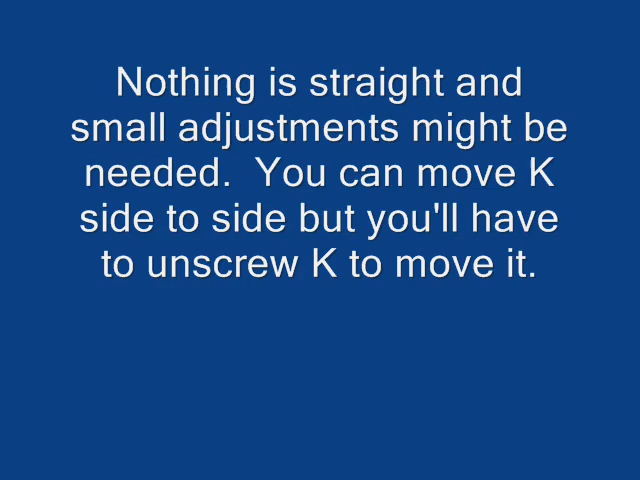 Nothing is straight and
small adjustments might be
needed.  You can move K
side to side but you'll have
to unscrew K to move it.